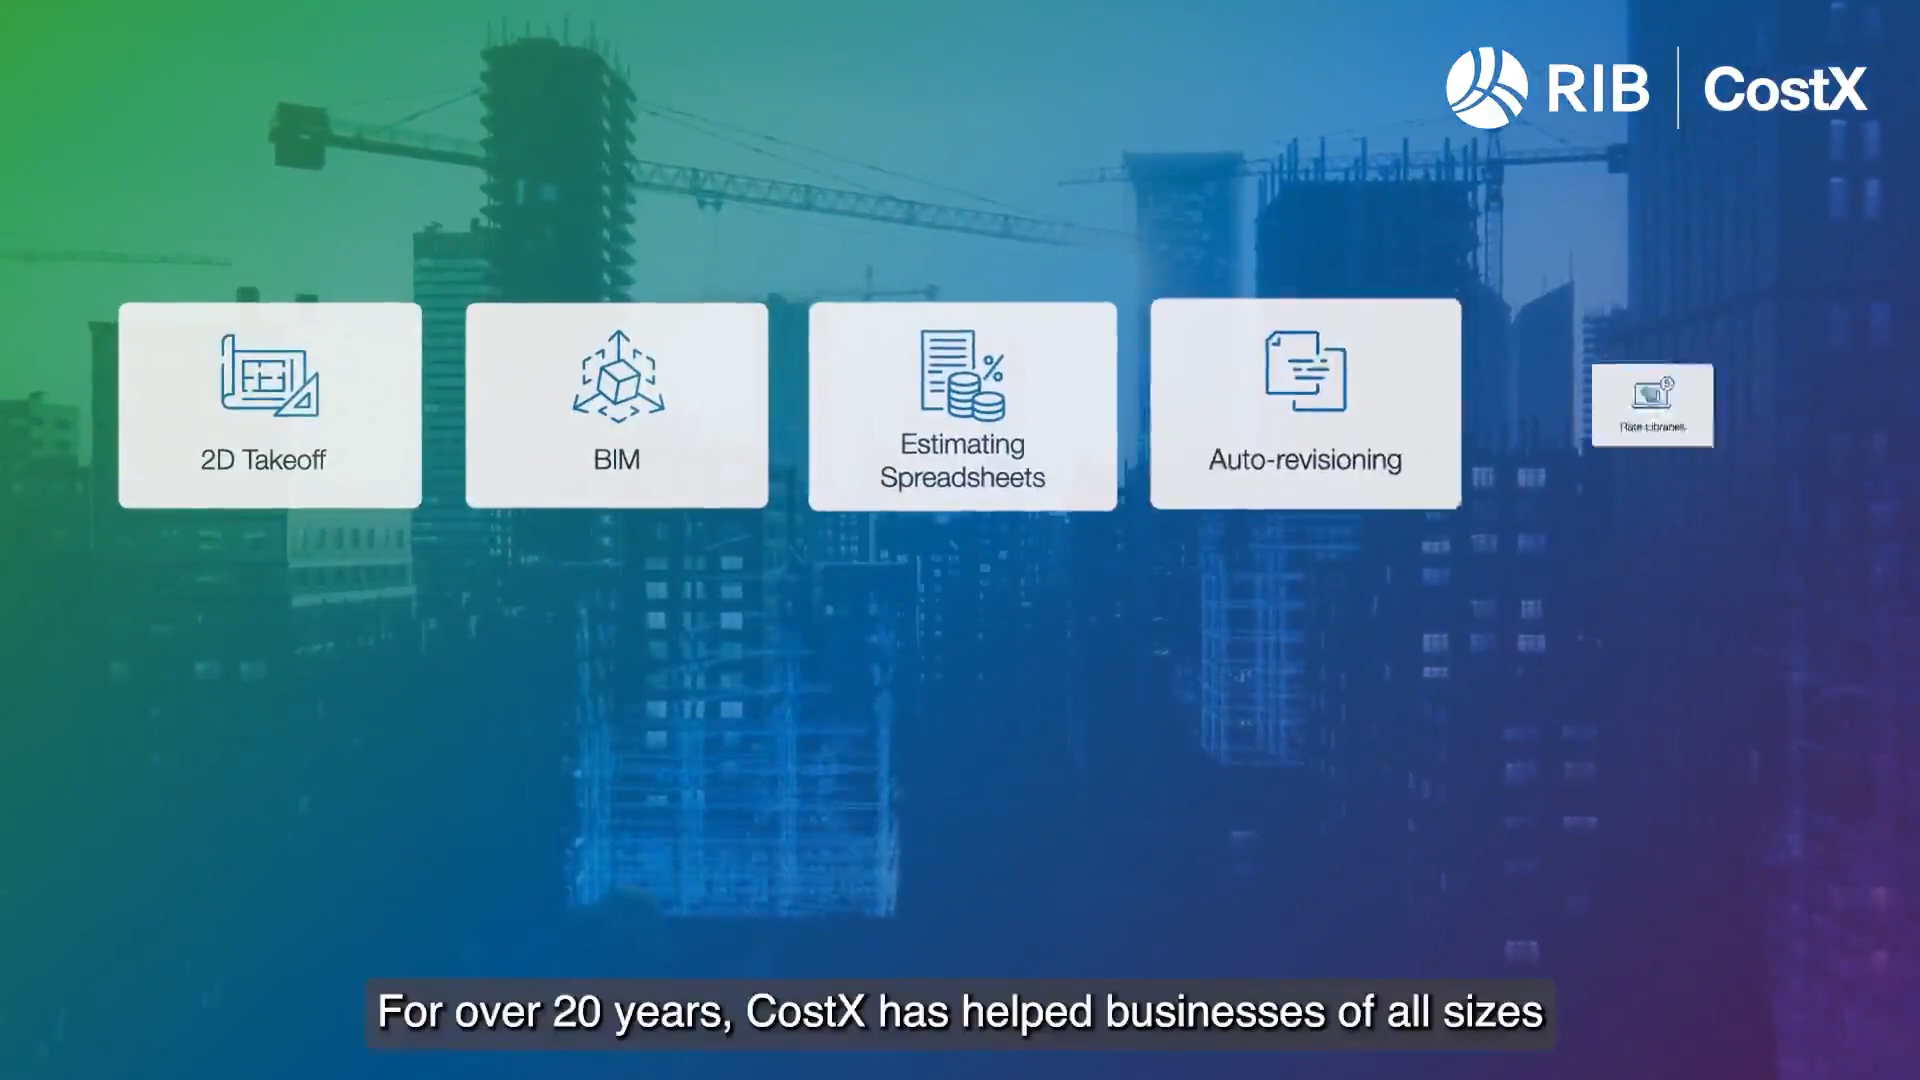 RIB | CostX
2D Takeoff
BIM
Estimating
Spreadsheets
Auto-revisioning
Rate Libraries
For over 20 years, CostX has helped businesses of all sizes